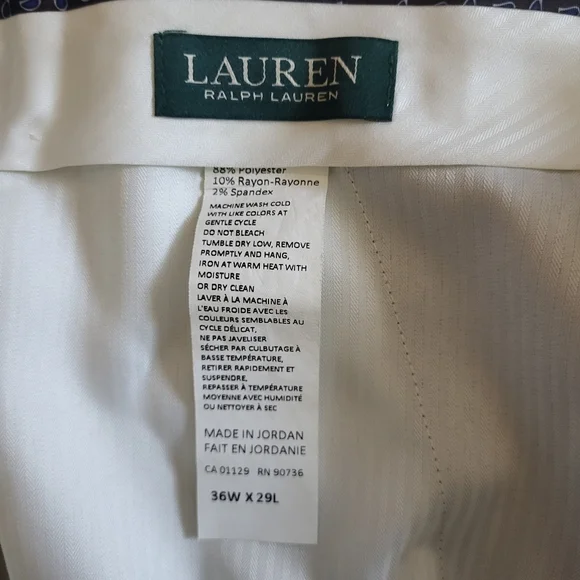 LAUREN
RALPH LAUREN
88% Polyester
10% Rayon-Rayonne
2% Spandex
MACHINE WASH COLD
WITH LIKE COLORS AT
GENTLE CYCLE
DO NOT BLEACH
TUMBLE DRY LOW, REMOVE
PROMPTLY AND HANG,
IRON AT WARM HEAT WITH
MOISTURE
OR DRY CLEAN
LAVER À LA MACHINE À
L'EAU FROIDE AVEC LES
COULEURS SEMBLABLES AU
CYCLE DÉLICAT,
NE PAS JAVELISER
SÉCHER PAR CULBUTAGE À
BASSE TEMPÉRATURE,
RETIRER RAPIDEMENT ET
SUSPENDRE,
REPASSER À TEMPÉRATURE
MOYENNE AVEC HUMIDITÉ
OU NETTOYER À SEC
MADE IN JORDAN
FAIT EN JORDANIE
CA 01129 RN 90736
36W X 29L